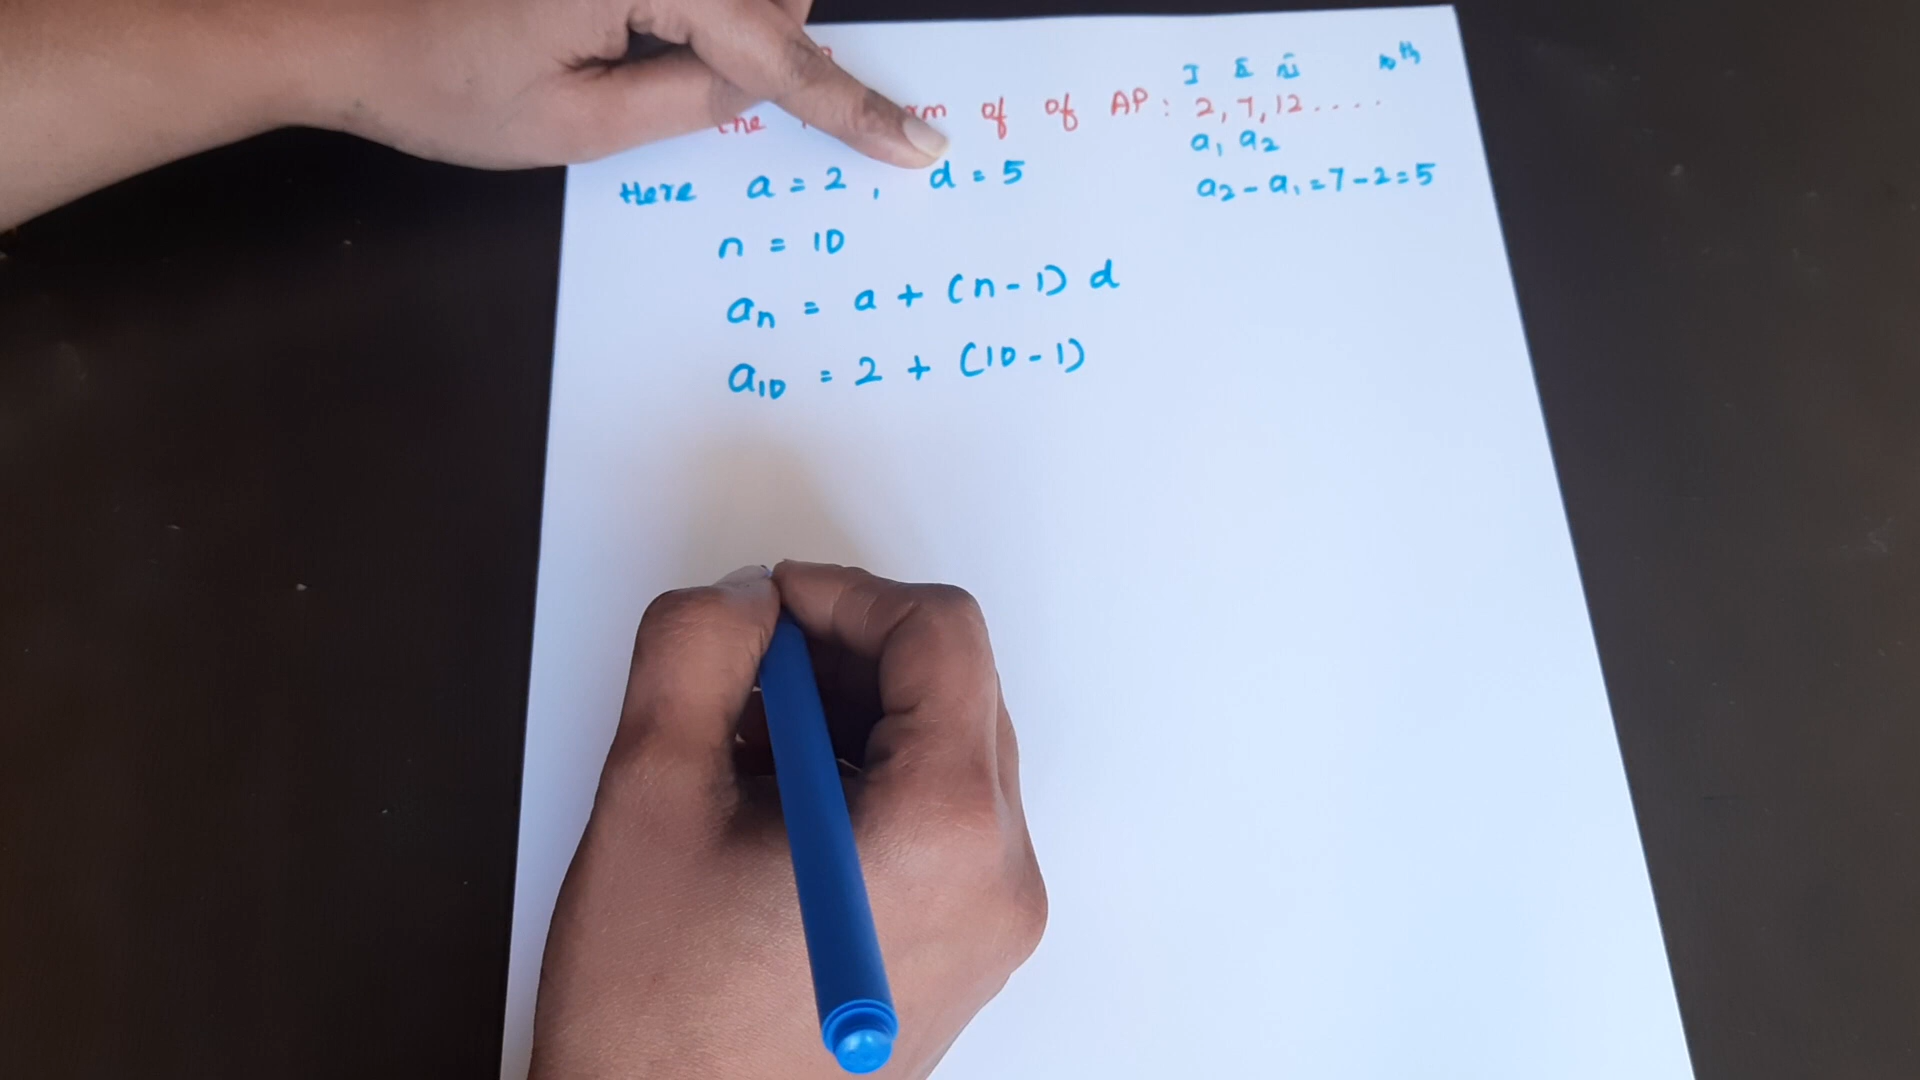 I II III 10th
the of of AP: 2, 7, 12 ....
a1 a2
Here a = 2, d = 5
a2 - a1 = 7 - 2 = 5
n = 10
an = a + (n - 1) d
a10 = 2 + (10 - 1)